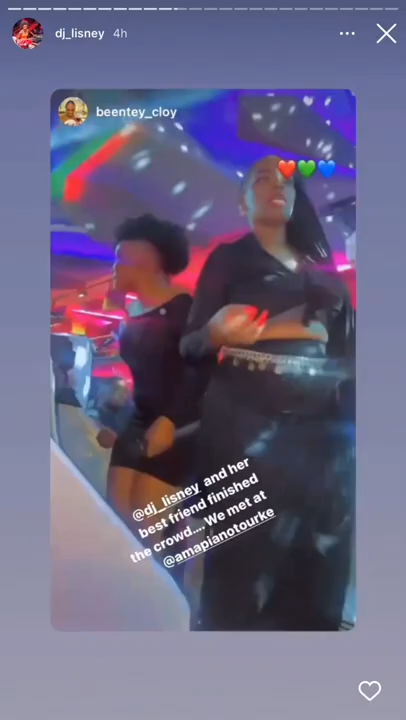 dj_lisney 4h
beentey_cloy
@dj_lisney and her
best friend finished
the crowd....We met at
@amapianotourke